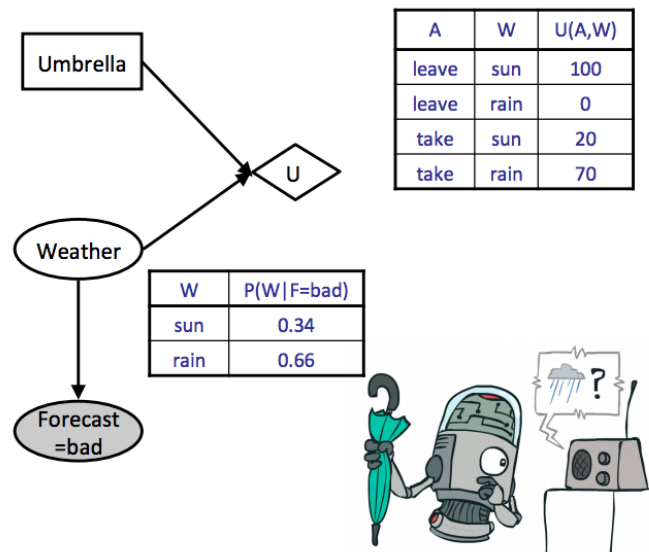 Umbrella
U
Weather
Forecast
=bad
A W U(A,W)
leave sun 100
leave rain 0
take sun 20
take rain 70
W P(W|F=bad)
sun 0.34
rain 0.66
?